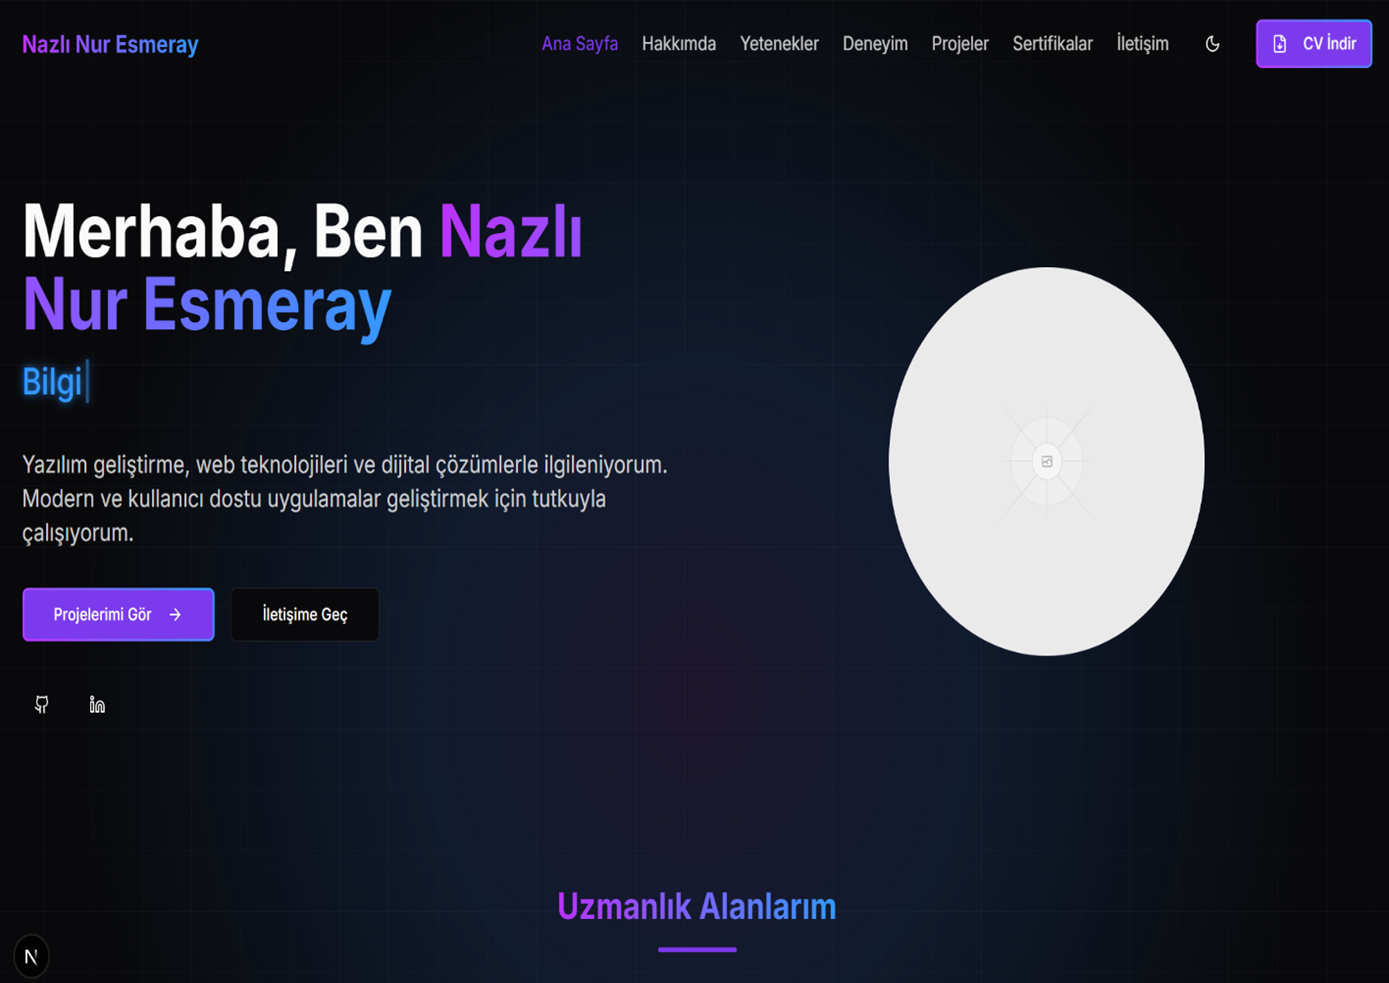 Nazlı Nur Esmeray
Ana Sayfa Hakkımda Yetenekler Deneyim Projeler Sertifikalar İletişim CV İndir
Merhaba, Ben Nazlı
Nur Esmeray
Bilgi
Yazılım geliştirme, web teknolojileri ve dijital çözümlerle ilgileniyorum.
Modern ve kullanıcı dostu uygulamalar geliştirmek için tutkuyla
çalışıyorum.
Projelerimi Gör → İletişime Geç
in
Uzmanlık Alanlarım
N